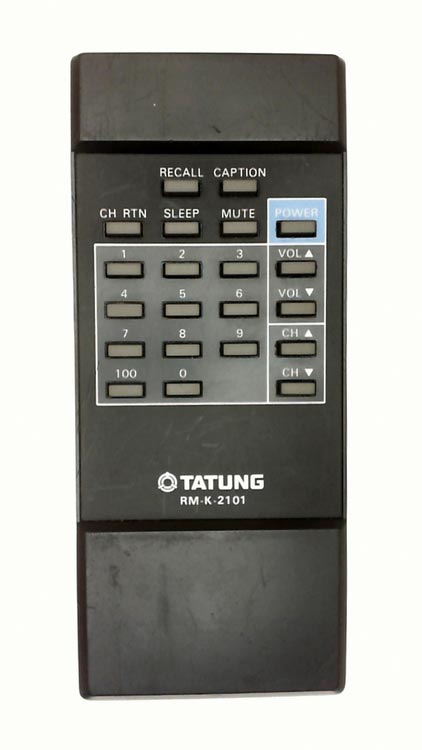 RECALL CAPTION
CH RTN SLEEP MUTE POWER
1 2 3 VOL ▲
4 5 6 VOL ▼
7 8 9 CH ▲
100 0 CH ▼
TATUNG
RM-K-2101